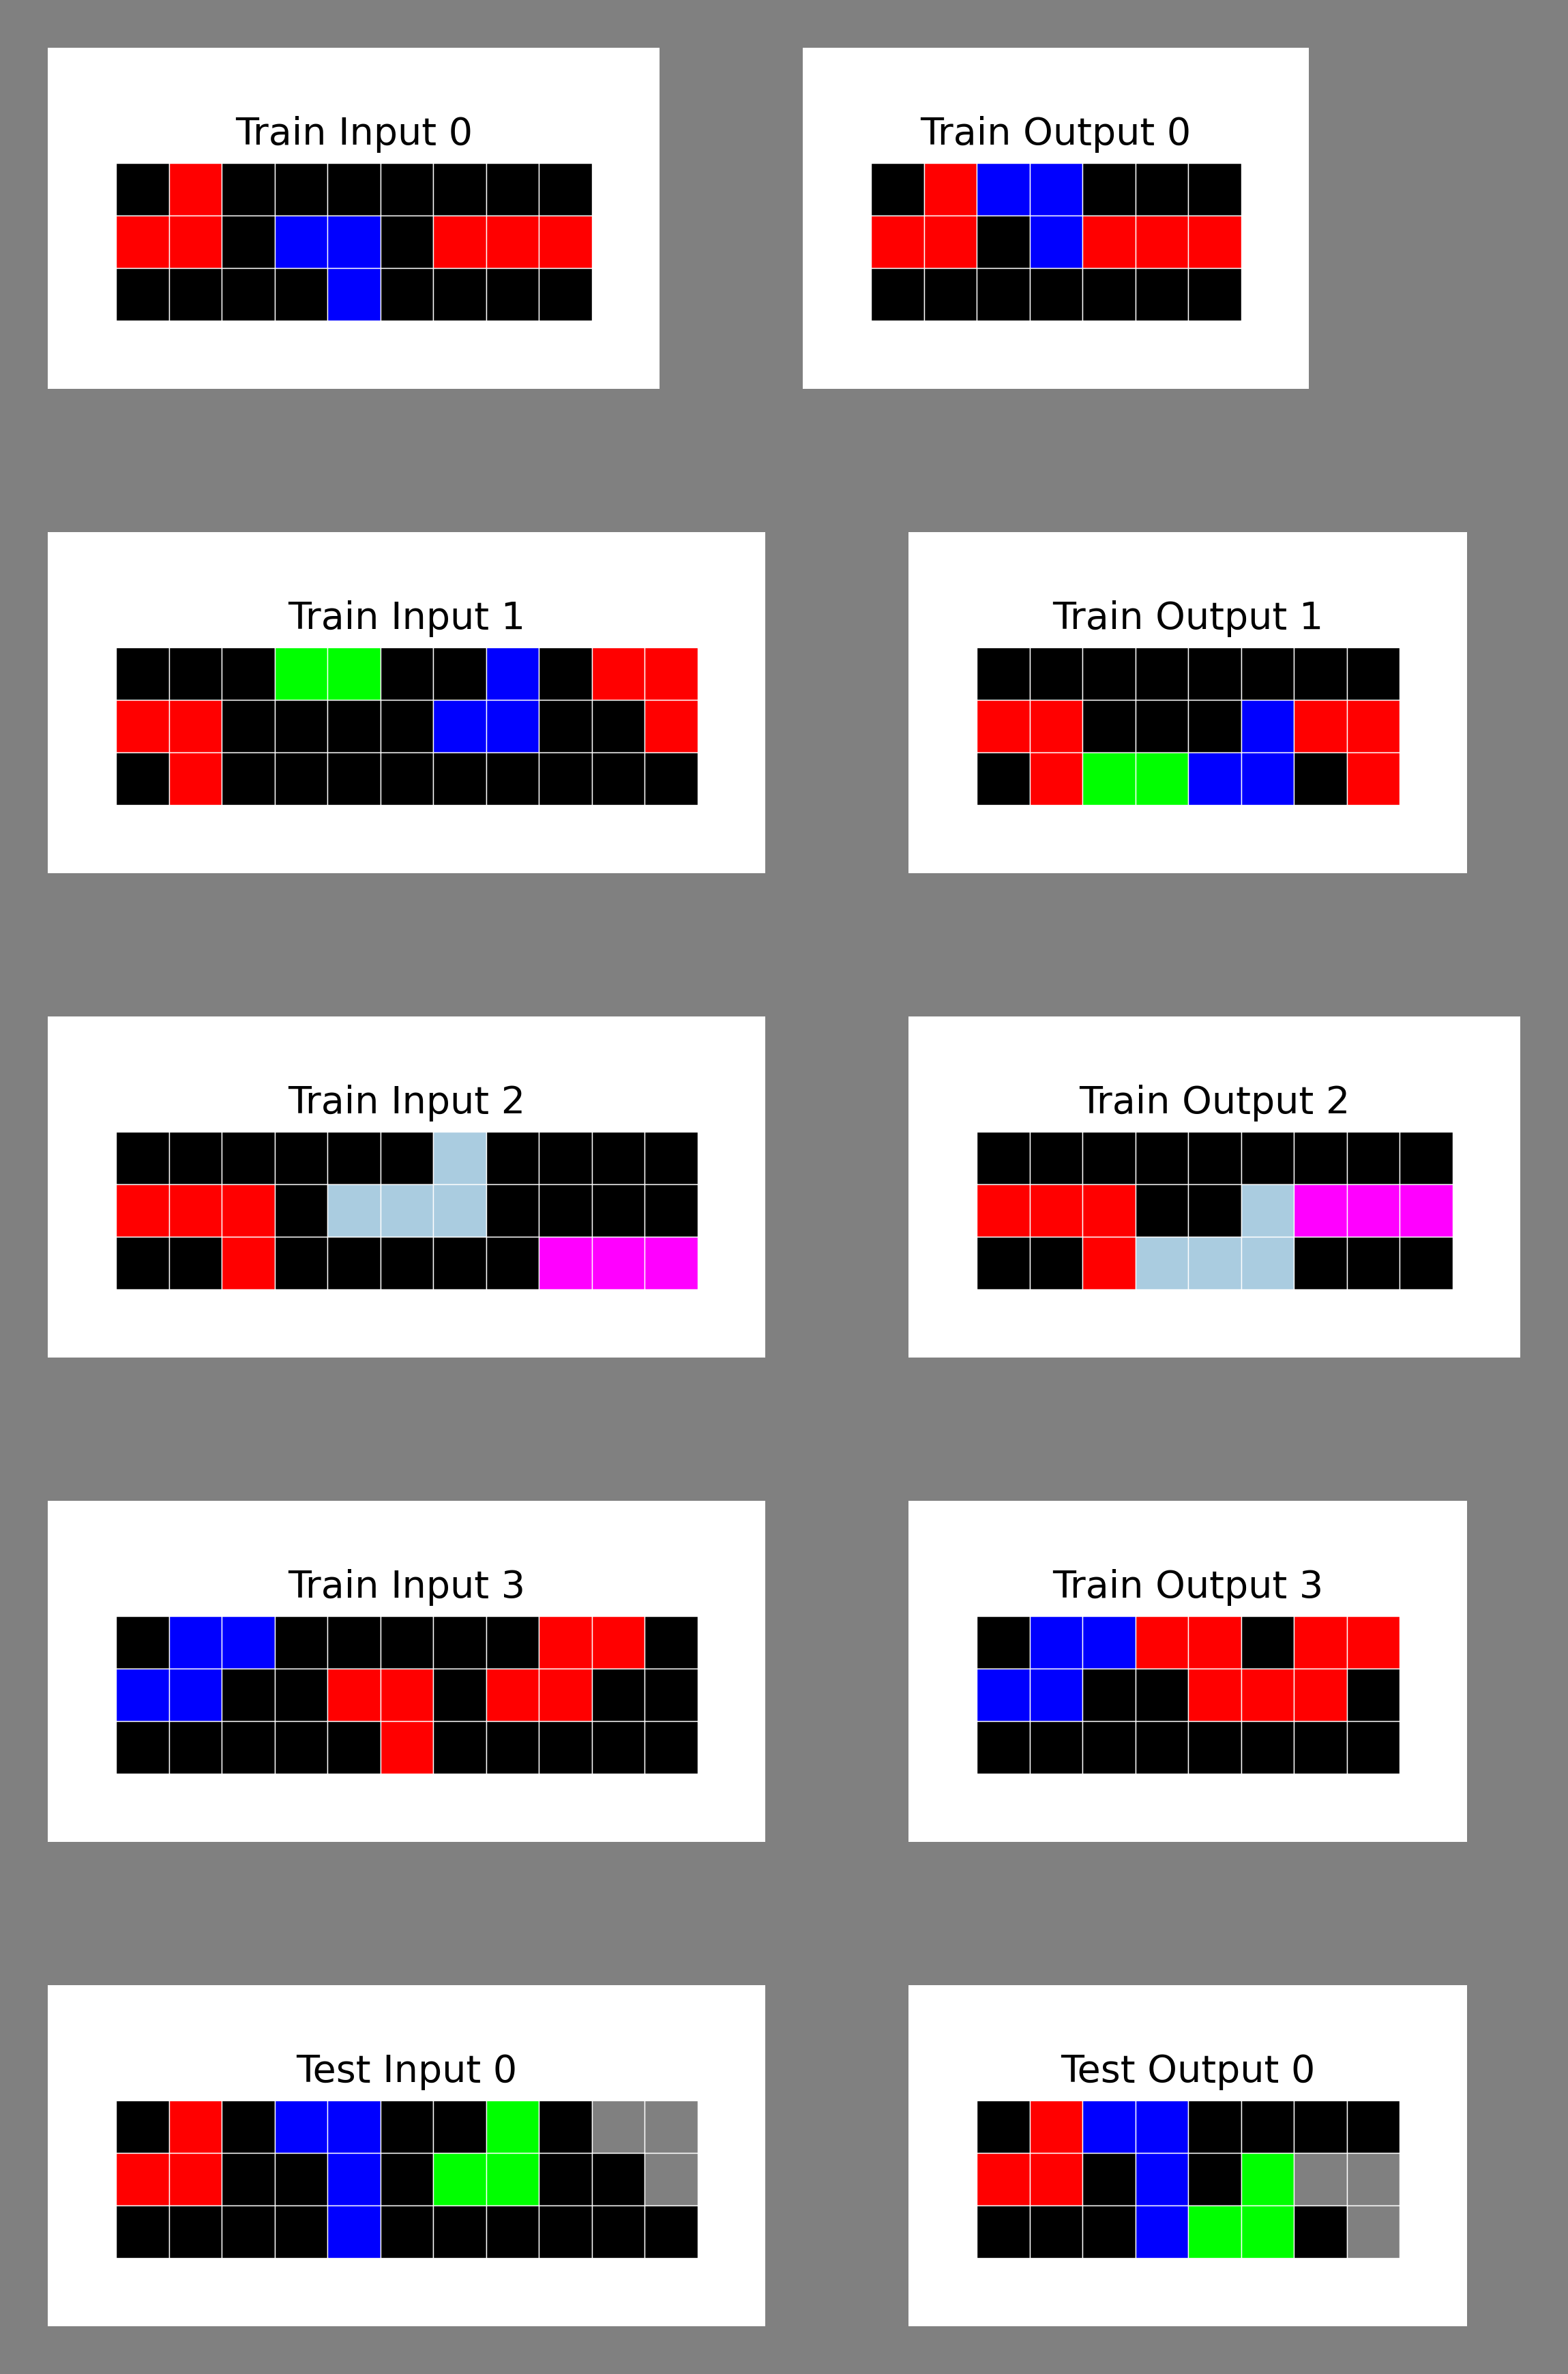 Train Input 0
Train Output 0
Train Input 1
Train Output 1
Train Input 2
Train Output 2
Train Input 3
Train Output 3
Test Input 0
Test Output 0